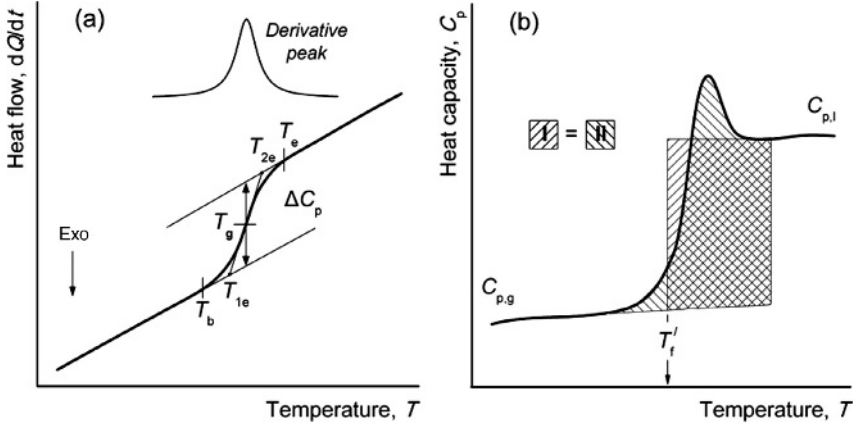 (a)
Heat flow, dQ/dt
Derivative
peak
T2e
Te
ΔCp
Tg
Exo
T1e
Tb
Temperature, T
(b)
Heat capacity, Cp
I = II
Cp,l
Cp,g
Tf/
Temperature, T